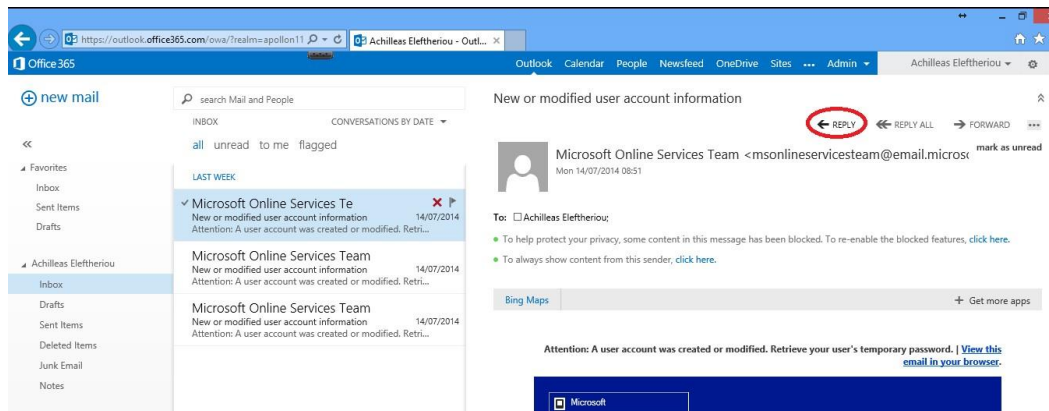 https://outlook.office365.com/owa/?realm=apollon11
Achilleas Eleftheriou - Outl...
Office 365
Outlook Calendar People Newsfeed OneDrive Sites ... Admin
Achilleas Eleftheriou
new mail
search Mail and People
INBOX CONVERSATIONS BY DATE
all unread to me flagged
Favorites
Inbox
Sent Items
Drafts
Achilleas Eleftheriou
Inbox
Drafts
Sent Items
Deleted Items
Junk Email
Notes
LAST WEEK
Microsoft Online Services Te
New or modified user account information 14/07/2014
Attention: A user account was created or modified. Retri...
Microsoft Online Services Team
New or modified user account information 14/07/2014
Attention: A user account was created or modified. Retri...
Microsoft Online Services Team
New or modified user account information 14/07/2014
Attention: A user account was created or modified. Retri...
New or modified user account information
REPLY REPLY ALL FORWARD ...
mark as unread
Microsoft Online Services Team <msonlineservicesteam@email.microsc
Mon 14/07/2014 08:51
To: Achilleas Eleftheriou;
To help protect your privacy, some content in this message has been blocked. To re-enable the blocked features, click here.
To always show content from this sender, click here.
Bing Maps + Get more apps
Attention: A user account was created or modified. Retrieve your user's temporary password. | View this
email in your browser.
Microsoft